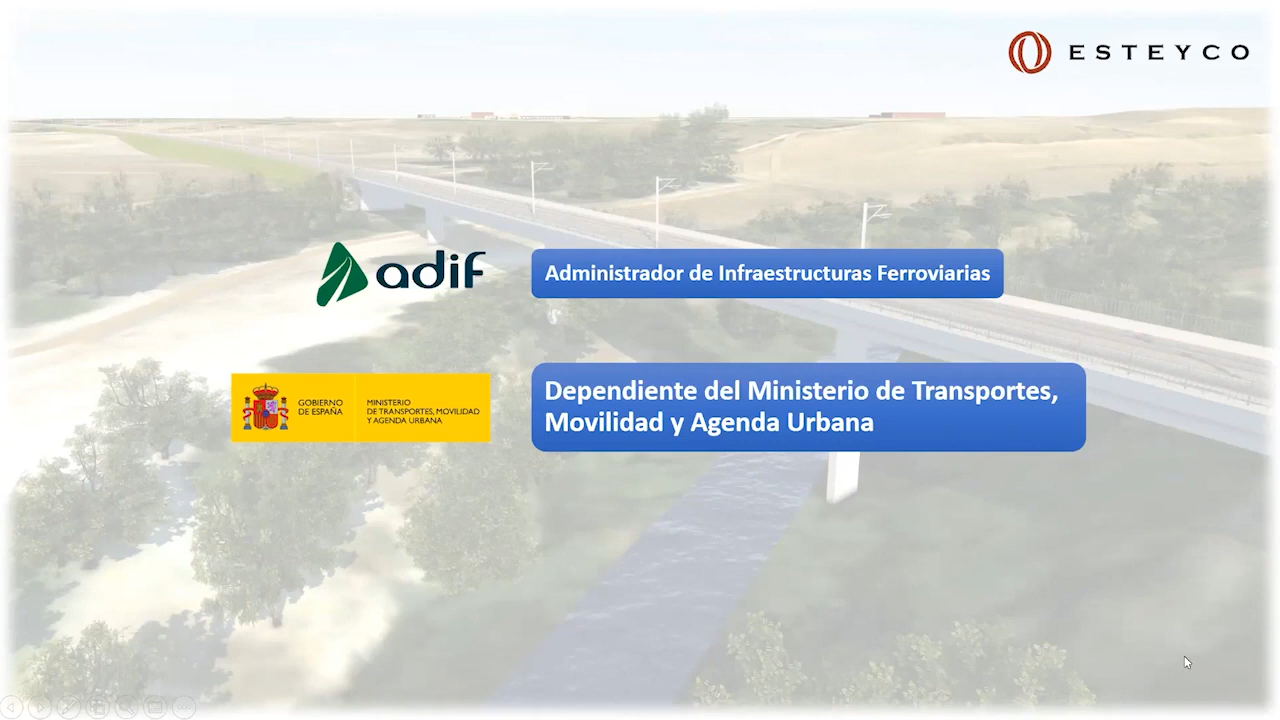 ESTEYCO
adif
Administrador de Infraestructuras Ferroviarias
GOBIERNO
DE ESPAÑA
MINISTERIO
DE TRANSPORTES, MOVILIDAD
Y AGENDA URBANA
Dependiente del Ministerio de Transportes,
Movilidad y Agenda Urbana